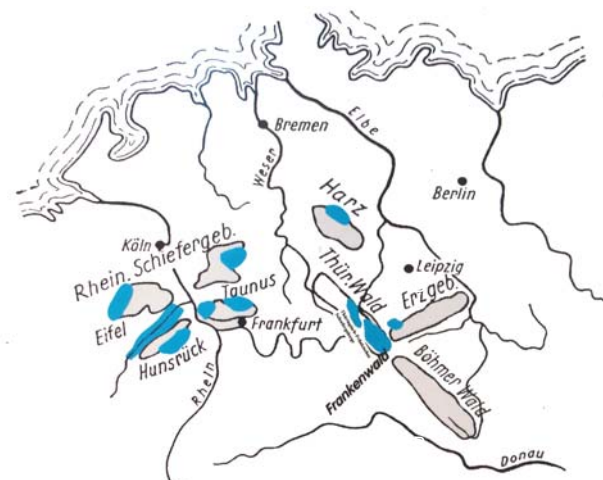 Bremen
Elbe
Weser
Harz
Berlin
Köln
Rhein. Schiefergeb.
Thür. Wald
Leipzig
Taunus
Erzgeb.
Eifel
Frankfurt
Hunsrück
Böhmer Wald
Frankenwald
Rhein
Donau